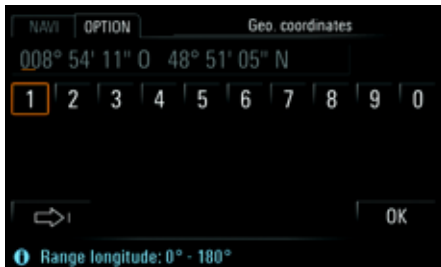 NAVI OPTION Geo. coordinates
008° 54' 11" O 48° 51' 05" N
1 2 3 4 5 6 7 8 9 0
OK
Range longitude: 0° - 180°